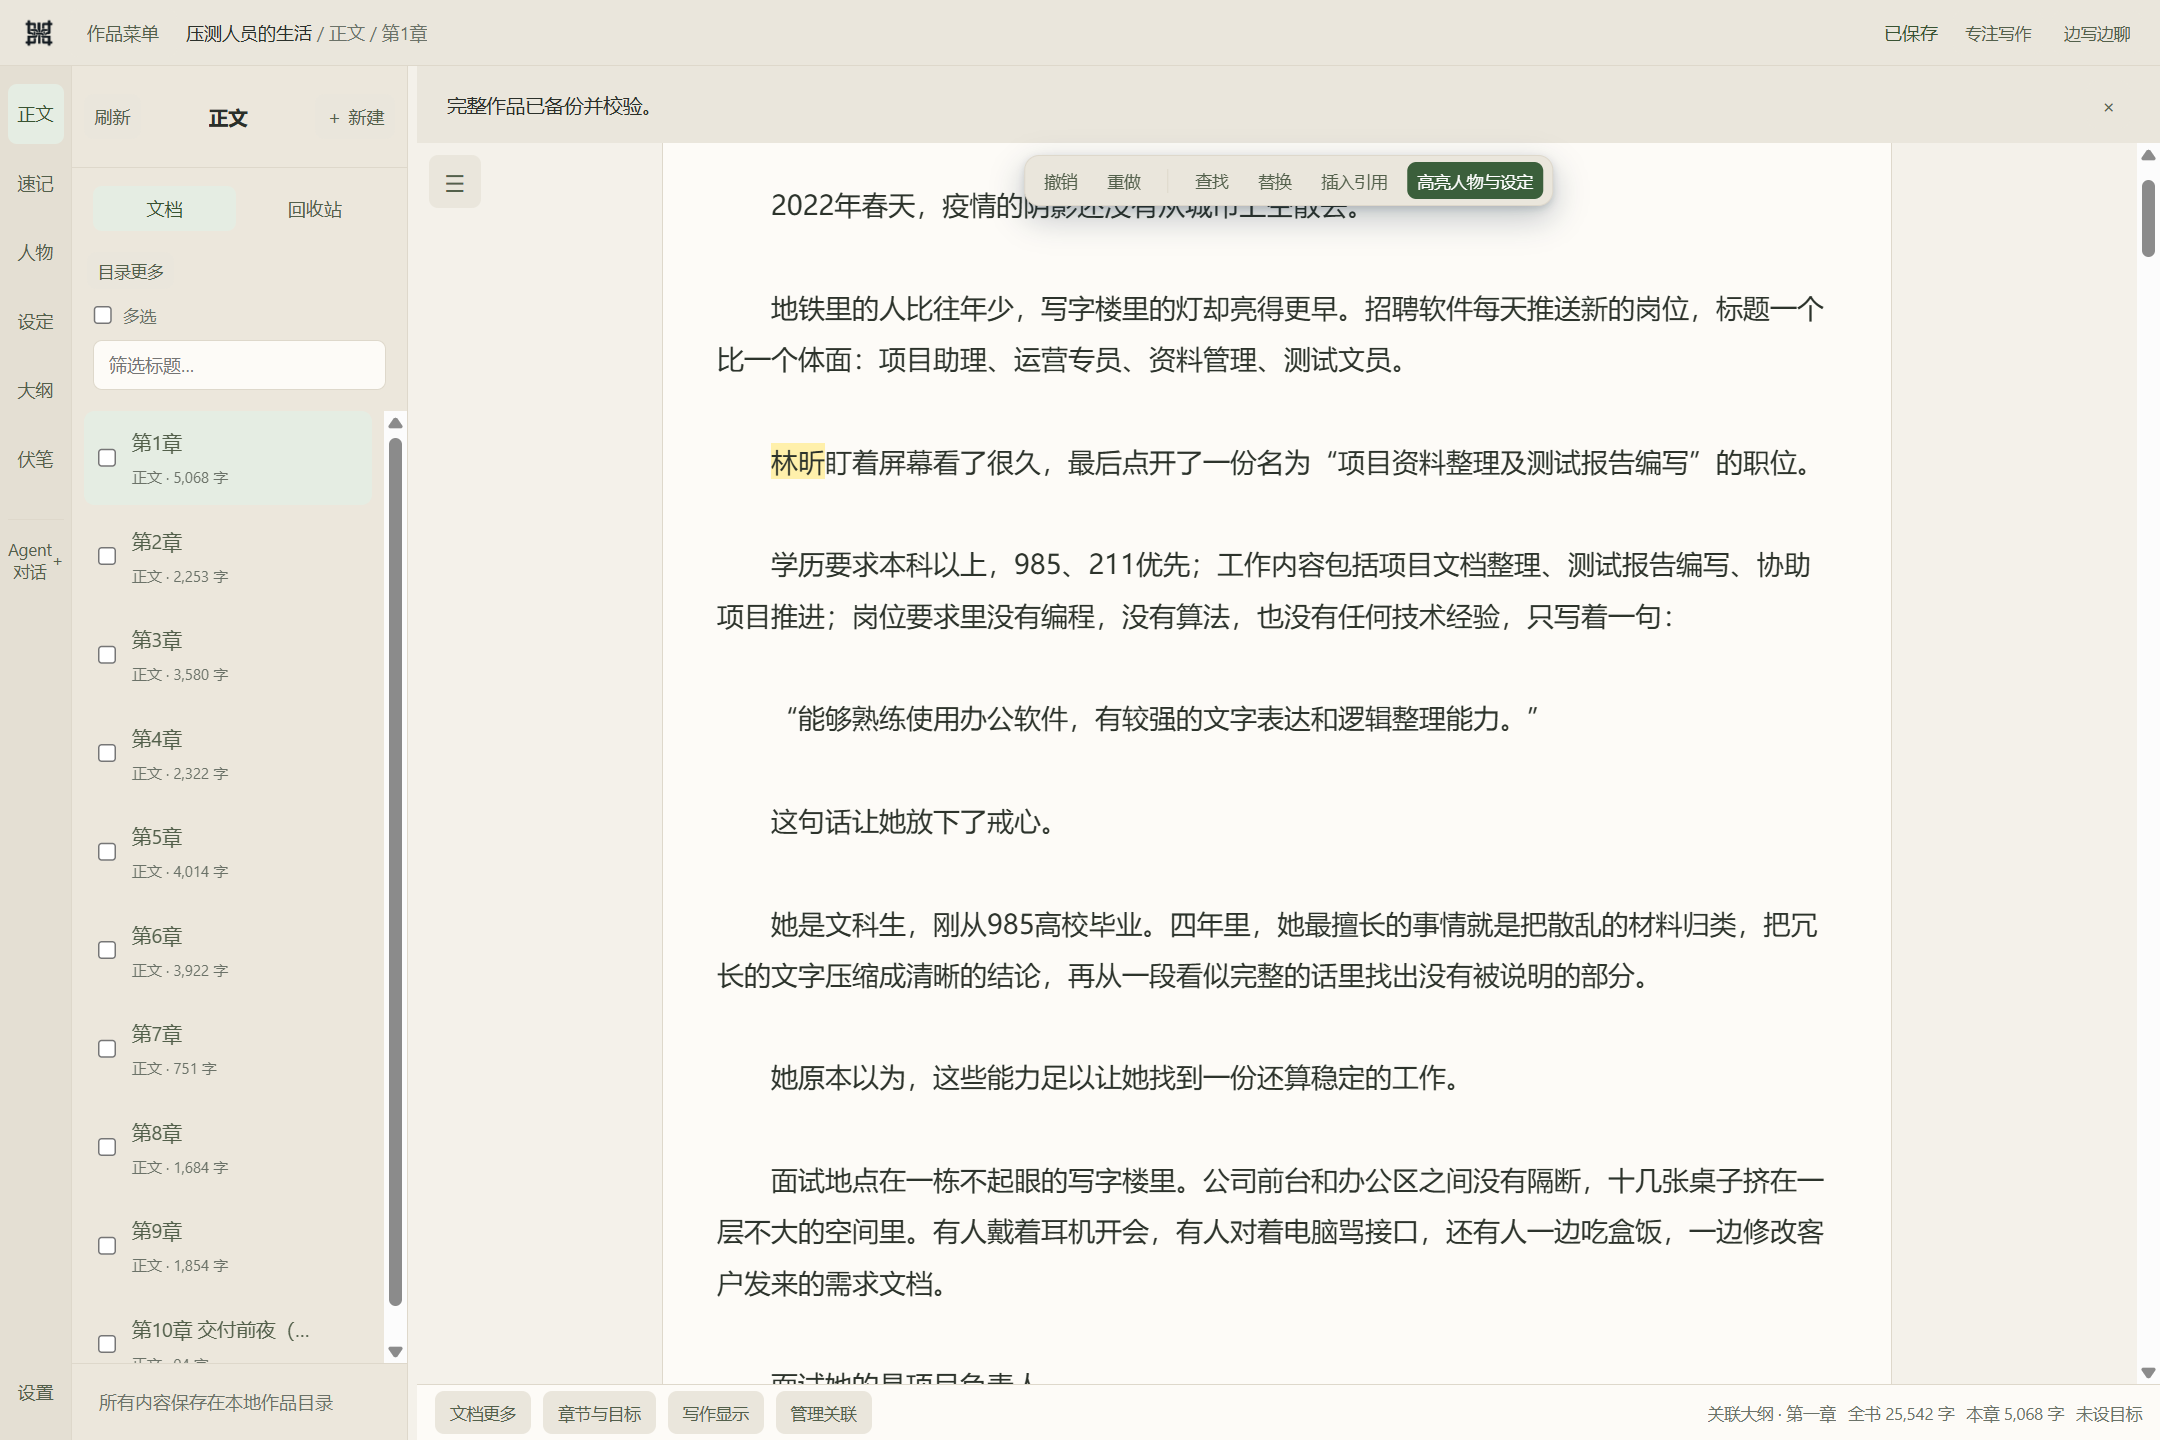 作品菜单
压测人员的生活 / 正文 / 第1章
已保存
专注写作
边写边聊
正文
速记
人物
设定
大纲
伏笔
Agent
对话
+
设置
刷新
正文
+ 新建
文档
回收站
目录更多
多选
筛选标题...
第1章
正文 · 5,068 字
第2章
正文 · 2,253 字
第3章
正文 · 3,580 字
第4章
正文 · 2,322 字
第5章
正文 · 4,014 字
第6章
正文 · 3,922 字
第7章
正文 · 751 字
第8章
正文 · 1,684 字
第9章
正文 · 1,854 字
第10章 交付前夜（...
所有内容保存在本地作品目录
完整作品已备份并校验。
×
撤销
重做
查找
替换
插入引用
高亮人物与设定
2022年春天，疫情的阴影还没有从城市上空散去。
地铁里的人比往年少，写字楼里的灯却亮得更早。招聘软件每天推送新的岗位，标题一个
比一个体面：项目助理、运营专员、资料管理、测试文员。
林昕盯着屏幕看了很久，最后点开了一份名为“项目资料整理及测试报告编写”的职位。
学历要求本科以上，985、211优先；工作内容包括项目文档整理、测试报告编写、协助
项目推进；岗位要求里没有编程，没有算法，也没有任何技术经验，只写着一句：
“能够熟练使用办公软件，有较强的文字表达和逻辑整理能力。”
这句话让她放下了戒心。
她是文科生，刚从985高校毕业。四年里，她最擅长的事情就是把散乱的材料归类，把冗
长的文字压缩成清晰的结论，再从一段看似完整的话里找出没有被说明的部分。
她原本以为，这些能力足以让她找到一份还算稳定的工作。
面试地点在一栋不起眼的写字楼里。公司前台和办公区之间没有隔断，十几张桌子挤在一
层不大的空间里。有人戴着耳机开会，有人对着电脑骂接口，还有人一边吃盒饭，一边修改客
户发来的需求文档。
面试她的是项目负责人
文档更多
章节与目标
写作显示
管理关联
关联大纲 · 第一章
全书 25,542 字
本章 5,068 字
未设目标